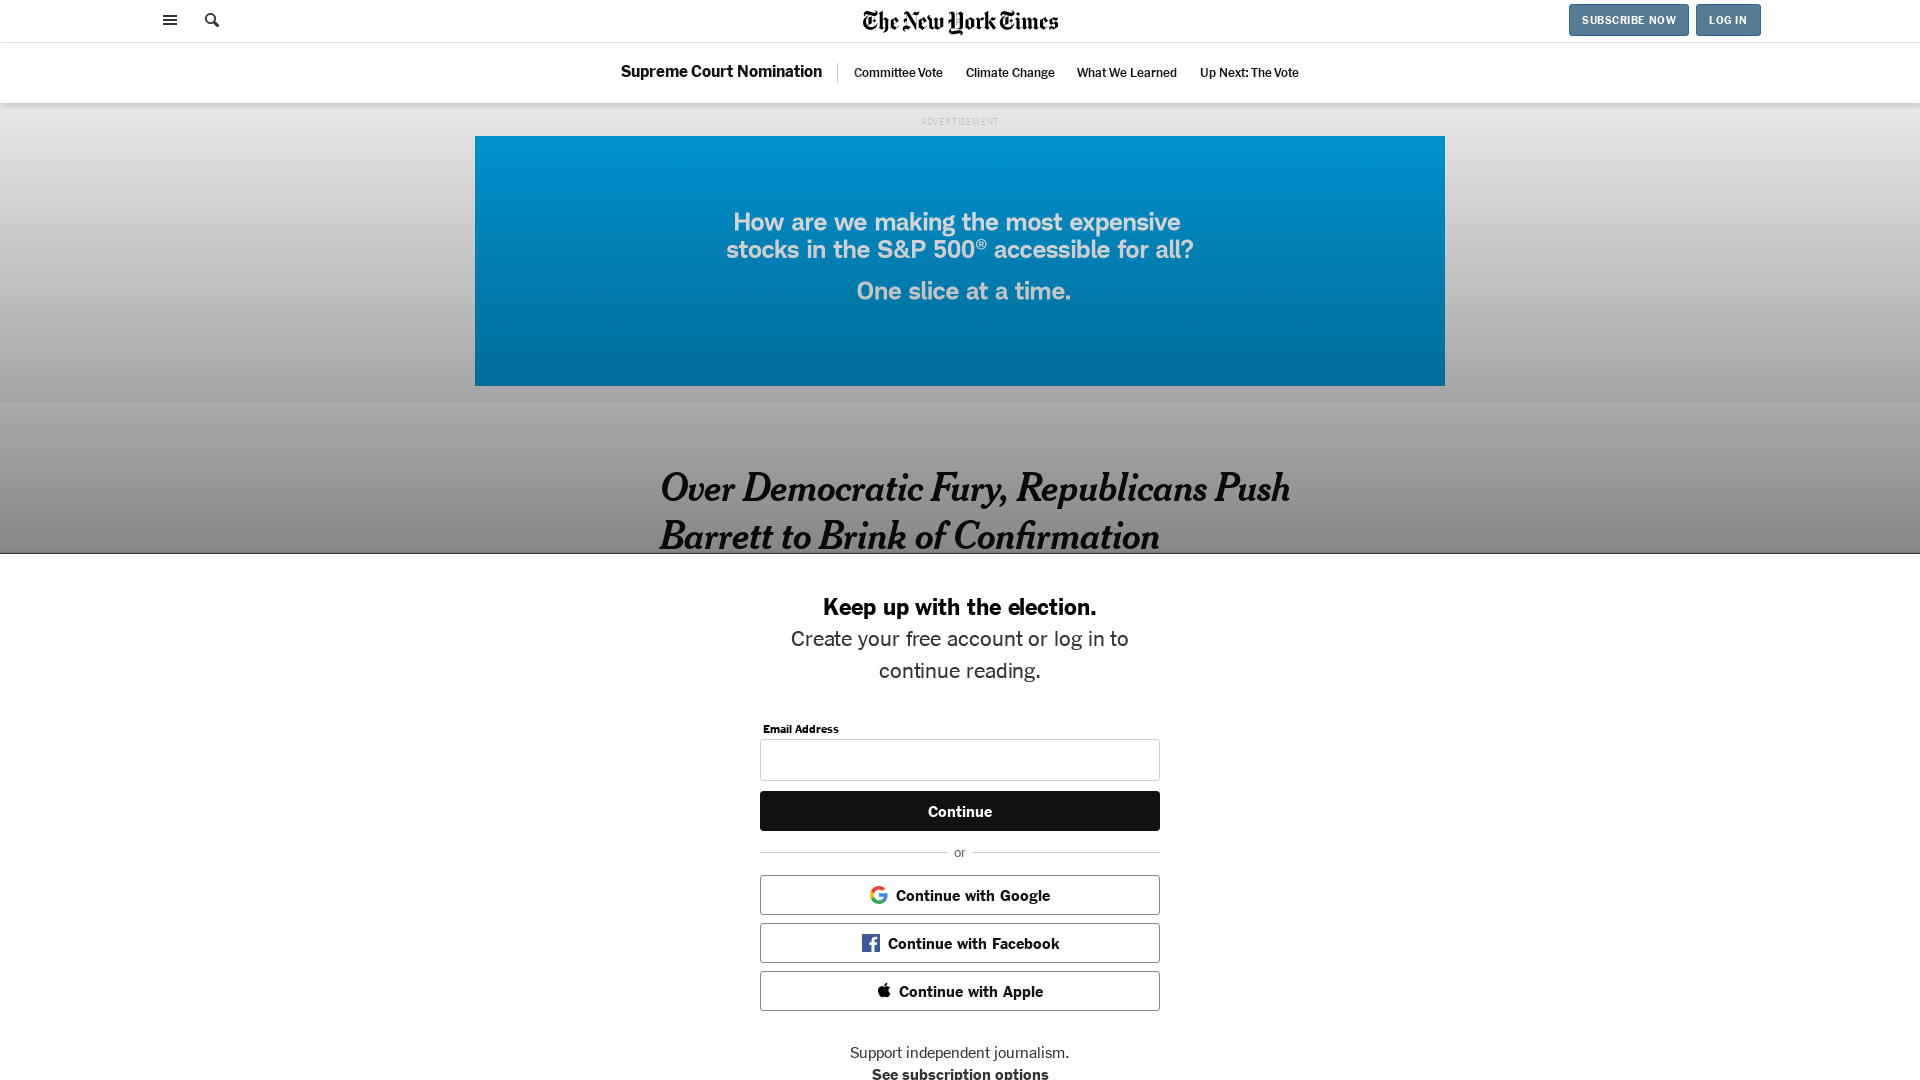 The New York Times
SUBSCRIBE NOW
LOG IN
Supreme Court Nomination
Committee Vote
Climate Change
What We Learned
Up Next: The Vote
ADVERTISEMENT
How are we making the most expensive
stocks in the S&P 500® accessible for all?
One slice at a time.
Over Democratic Fury, Republicans Push
Barrett to Brink of Confirmation
Keep up with the election.
Create your free account or log in to
continue reading.
Email Address
Continue
or
Continue with Google
Continue with Facebook
Continue with Apple
Support independent journalism.
See subscription options